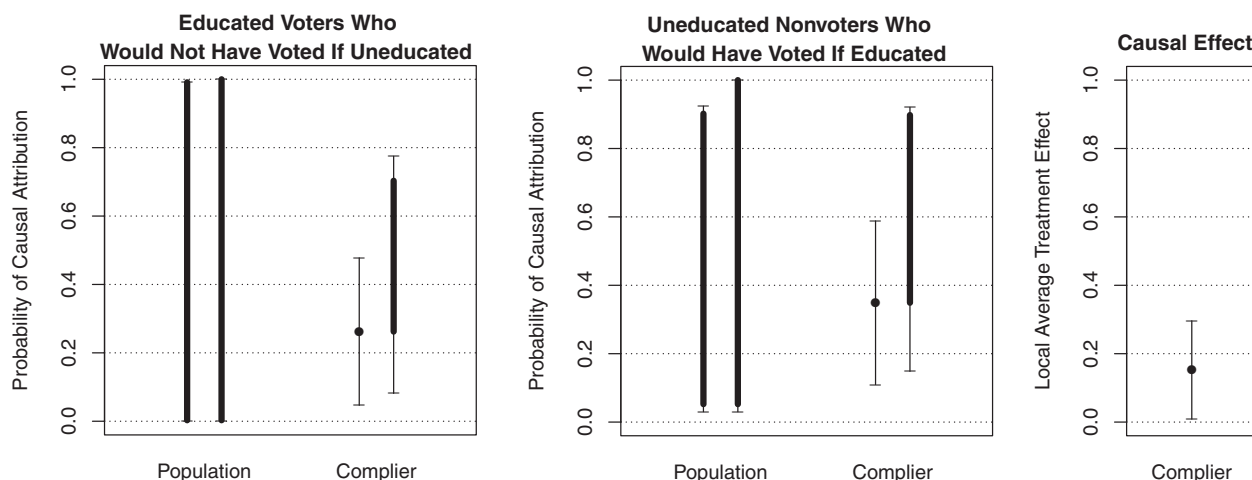 Educated Voters Who
Would Not Have Voted If Uneducated
Probability of Causal Attribution
1.0
0.8
0.6
0.4
0.2
0.0
Population
Complier
Uneducated Nonvoters Who
Would Have Voted If Educated
Probability of Causal Attribution
1.0
0.8
0.6
0.4
0.2
0.0
Population
Complier
Causal Effect
Local Average Treatment Effect
1.0
0.8
0.6
0.4
0.2
0.0
Complier